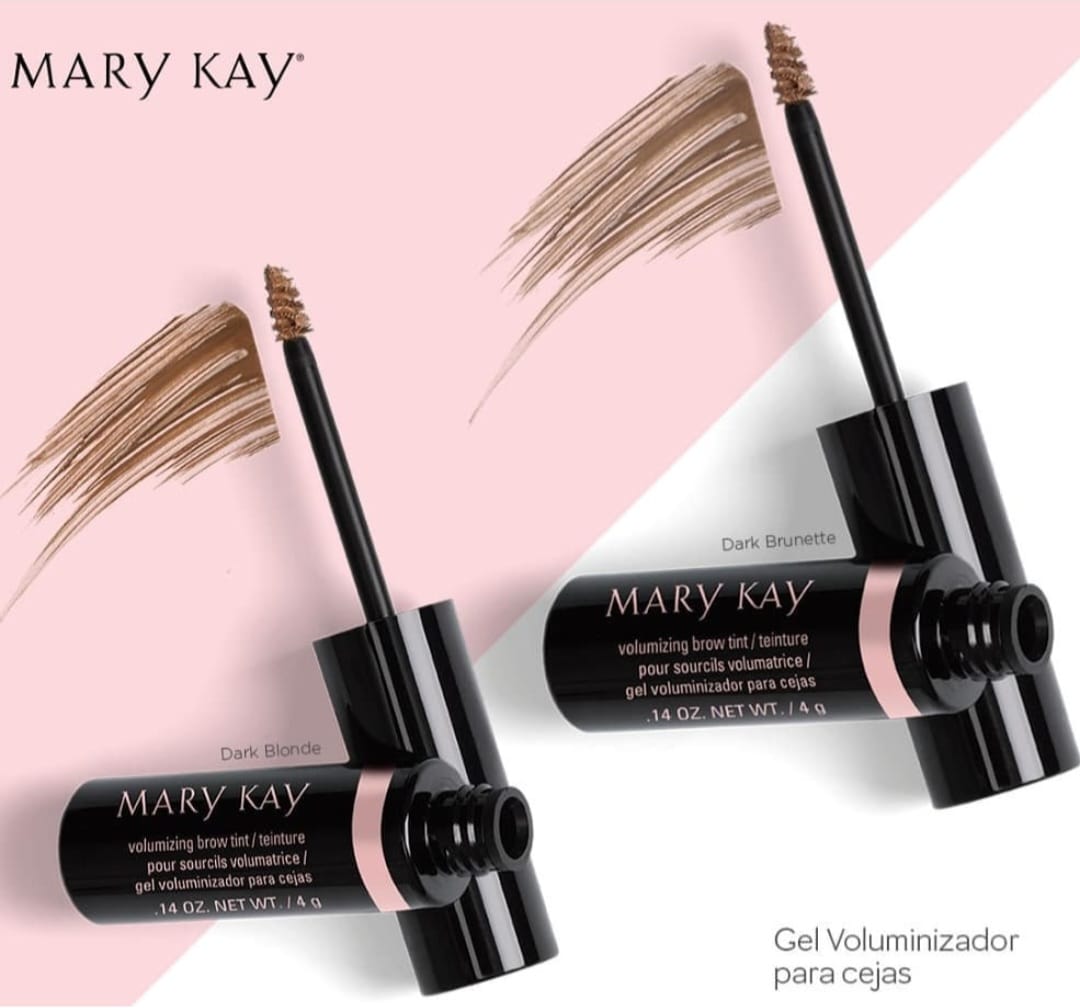 MARY KAY®
Dark Brunette
MARY KAY
volumizing brow tint / teinture
pour sourcils volumatrice /
gel voluminizador para cejas
.14 OZ. NET WT. / 4 g
Dark Blonde
MARY KAY
volumizing brow tint / teinture
pour sourcils volumatrice /
gel voluminizador para cejas
.14 OZ. NET WT. / 4 g
Gel Voluminizador
para cejas